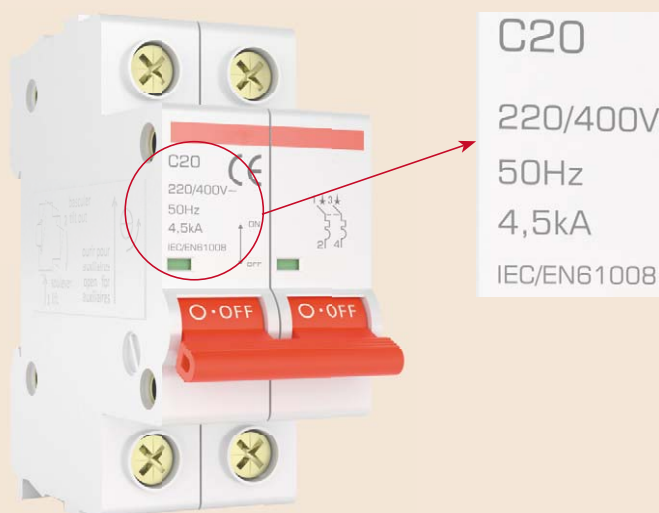 C20
CE
220/400V~
50Hz
4,5kA
ON
IEC/EN61008
OFF
1 3
2 4
O·OFF O·OFF
C20
220/400V
50Hz
4,5kA
IEC/EN61008